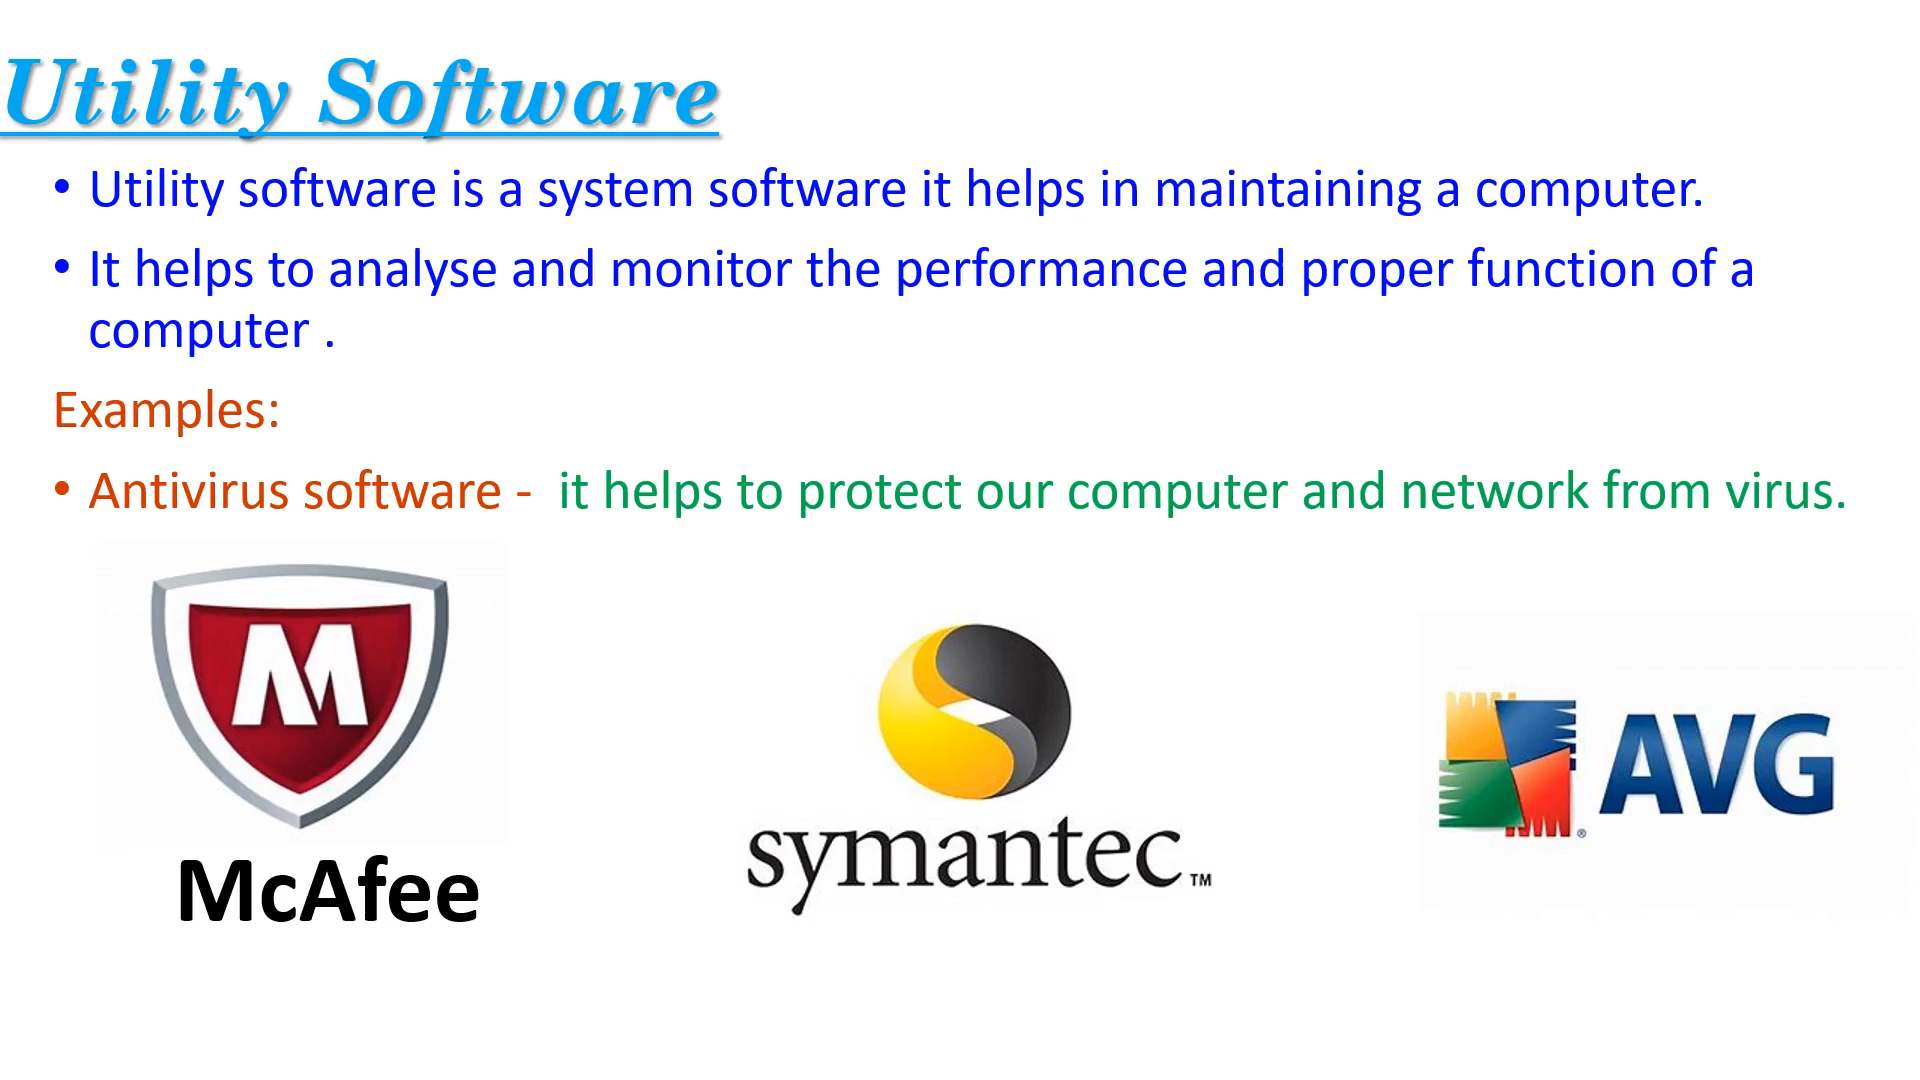 Utility Software
• Utility software is a system software it helps in maintaining a computer.
• It helps to analyse and monitor the performance and proper function of a
computer .
Examples:
• Antivirus software -  it helps to protect our computer and network from virus.
M
McAfee
symantec™
AVG
®